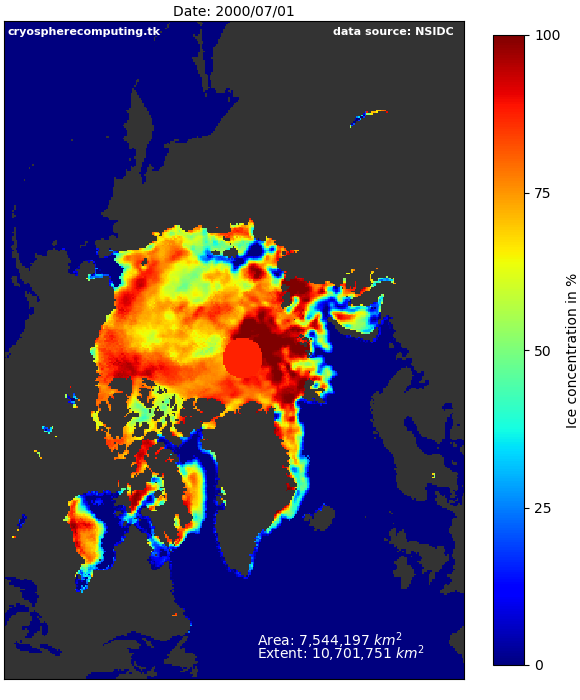 Date: 2000/07/01
cryospherecomputing.tk
data source: NSIDC
100
75
50
25
0
Ice concentration in %
Area: 7,544,197 km²
Extent: 10,701,751 km²